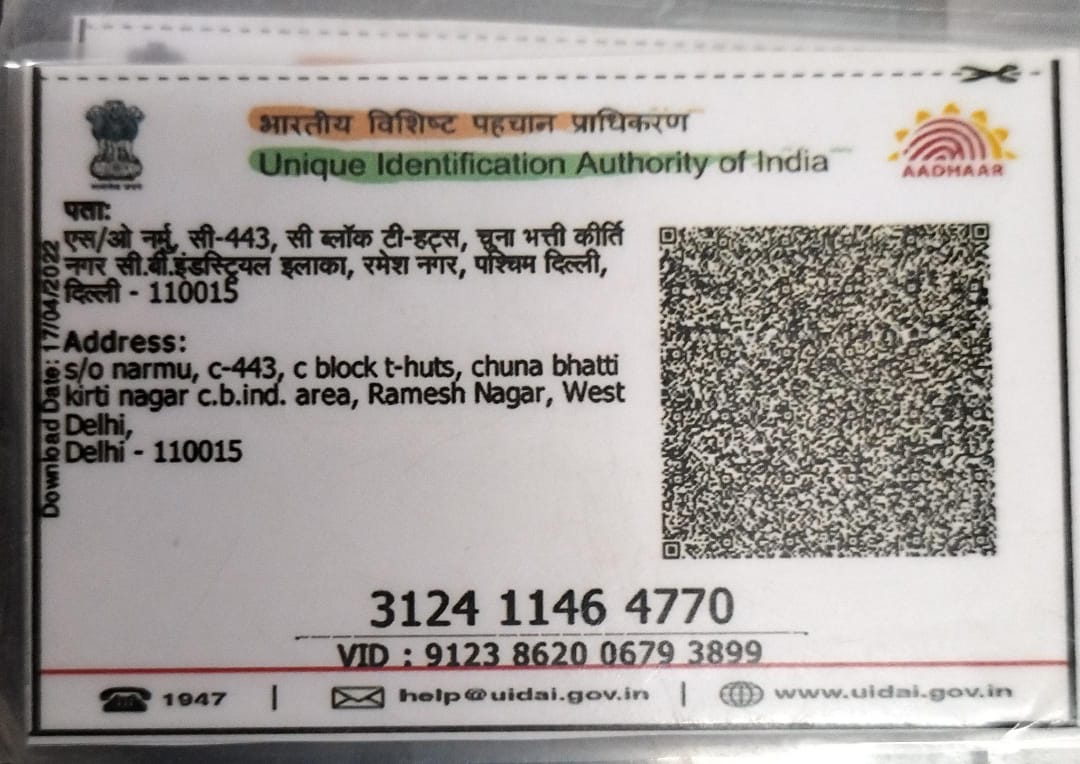 भारतीय विशिष्ट पहचान प्राधिकरण
Unique Identification Authority of India
AADHAAR
पता:
एस/ओ नर्मु, सी-443, सी ब्लॉक टी-हट्स, चूना भत्ती कीर्ति
नगर सी.बी.इंडस्ट्रियल इलाका, रमेश नगर, पश्चिम दिल्ली,
दिल्ली - 110015
Address:
s/o narmu, c-443, c block t-huts, chuna bhatti
kirti nagar c.b.ind. area, Ramesh Nagar, West
Delhi,
Delhi - 110015
Download Date: 17/04/2022
3124 1146 4770
VID : 9123 8620 0679 3899
1947 | help@uidai.gov.in | www.uidai.gov.in